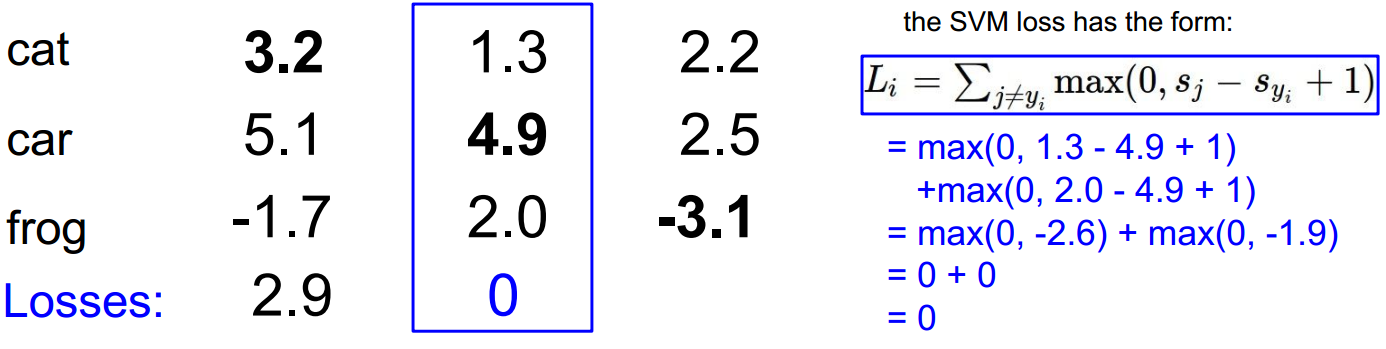 cat 3.2 1.3 2.2
car 5.1 4.9 2.5
frog -1.7 2.0 -3.1
Losses: 2.9 0
the SVM loss has the form:
L_i = ∑_{j≠y_i} max(0, s_j − s_{y_i} + 1)
= max(0, 1.3 - 4.9 + 1)
+max(0, 2.0 - 4.9 + 1)
= max(0, -2.6) + max(0, -1.9)
= 0 + 0
= 0